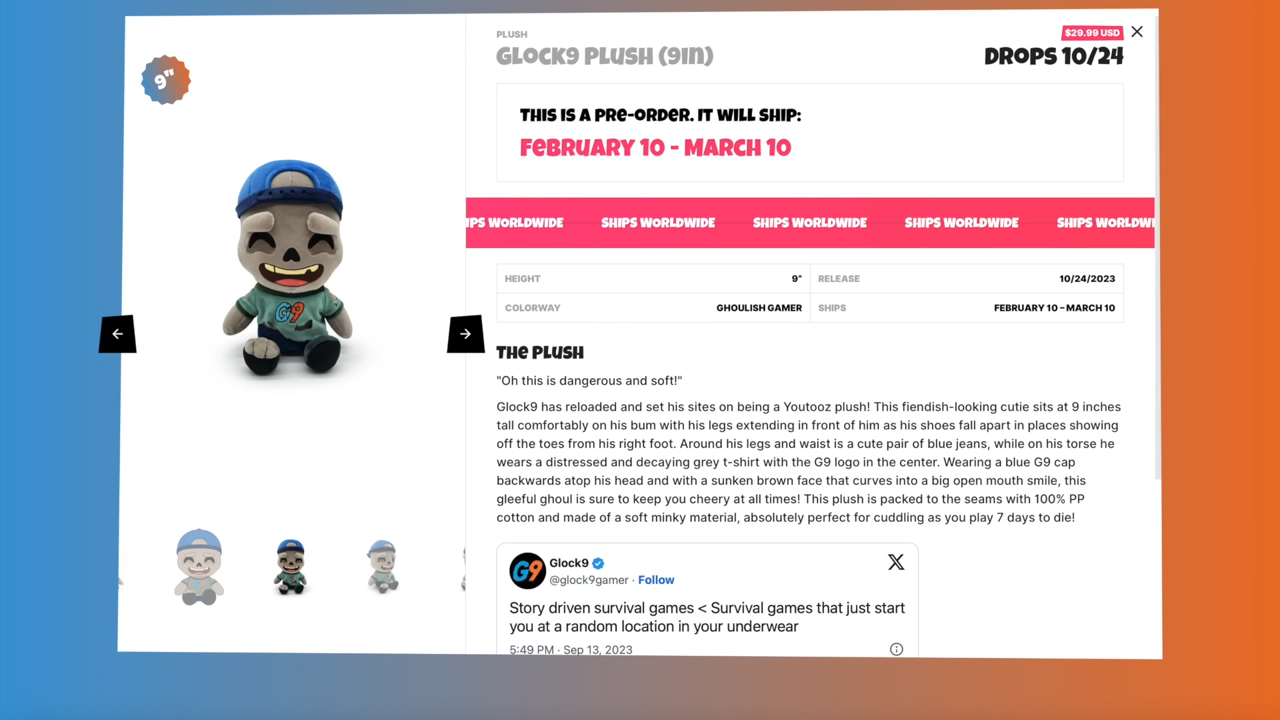 9"
PLUSH
GLOCK9 PLUSH (9IN)
$29.99 USD
DROPS 10/24
THIS IS A PRE-ORDER. IT WILL SHIP:
FEBRUARY 10 - MARCH 10
IPS WORLDWIDE SHIPS WORLDWIDE SHIPS WORLDWIDE SHIPS WORLDWIDE SHIPS WORLDW
HEIGHT 9" RELEASE 10/24/2023
COLORWAY GHOULISH GAMER SHIPS FEBRUARY 10 – MARCH 10
G9
THE PLUSH
"Oh this is dangerous and soft!"
Glock9 has reloaded and set his sites on being a Youtooz plush! This fiendish-looking cutie sits at 9 inches
tall comfortably on his bum with his legs extending in front of him as his shoes fall apart in places showing
off the toes from his right foot. Around his legs and waist is a cute pair of blue jeans, while on his torse he
wears a distressed and decaying grey t-shirt with the G9 logo in the center. Wearing a blue G9 cap
backwards atop his head and with a sunken brown face that curves into a big open mouth smile, this
gleeful ghoul is sure to keep you cheery at all times! This plush is packed to the seams with 100% PP
cotton and made of a soft minky material, absolutely perfect for cuddling as you play 7 days to die!
G9
Glock9
@glock9gamer · Follow
Story driven survival games < Survival games that just start
you at a random location in your underwear
5:49 PM · Sep 13, 2023